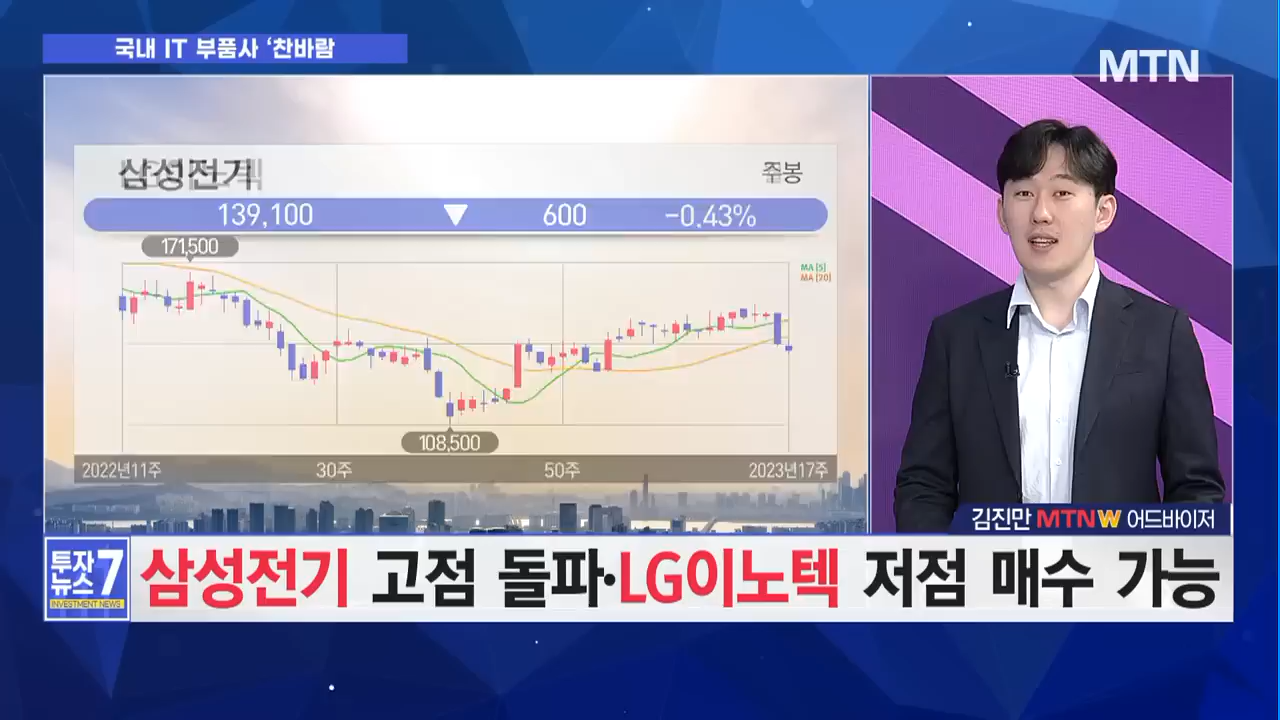 국내 IT 부품사 ‘찬바람
MTN
삼성전기
주봉
139,100 ▼ 600 -0.43%
171,500
MA [5]
MA [20]
108,500
2022년11주 30주 50주 2023년17주
김진만 MTNW 어드바이저
투자
뉴스7
INVESTMENT NEWS
삼성전기 고점 돌파·LG이노텍 저점 매수 가능